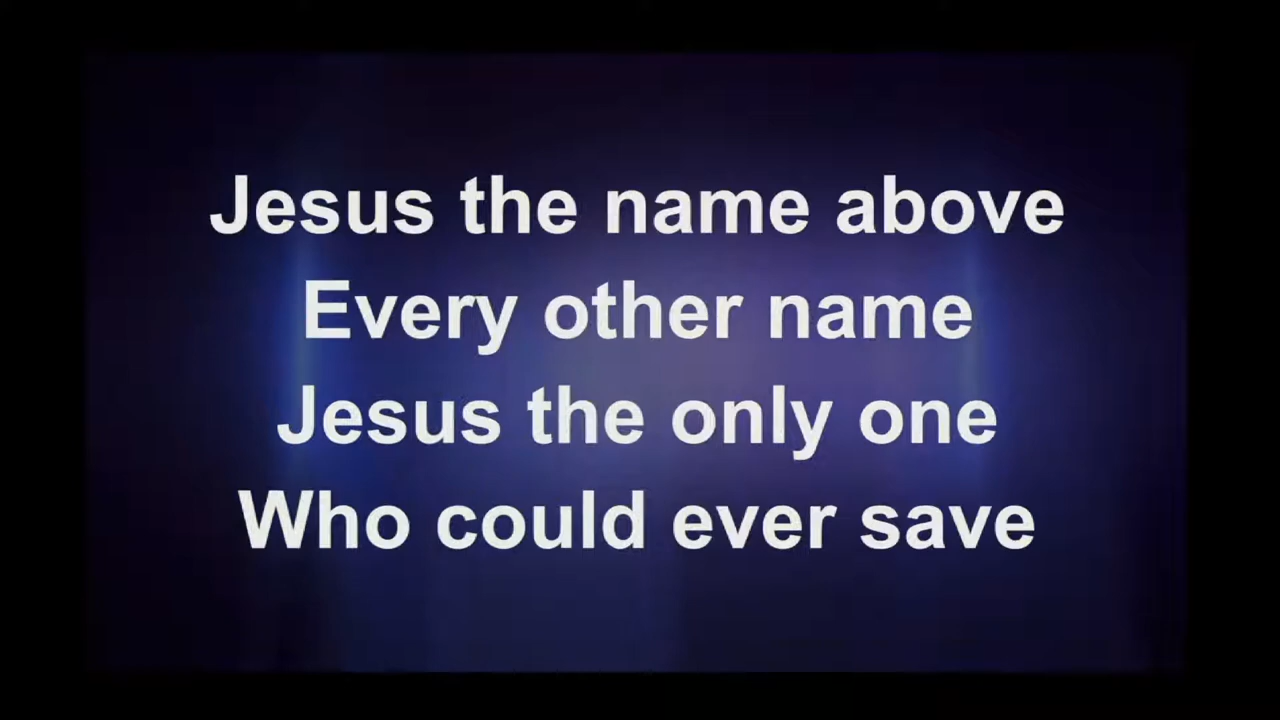 Jesus the name above
Every other name
Jesus the only one
Who could ever save